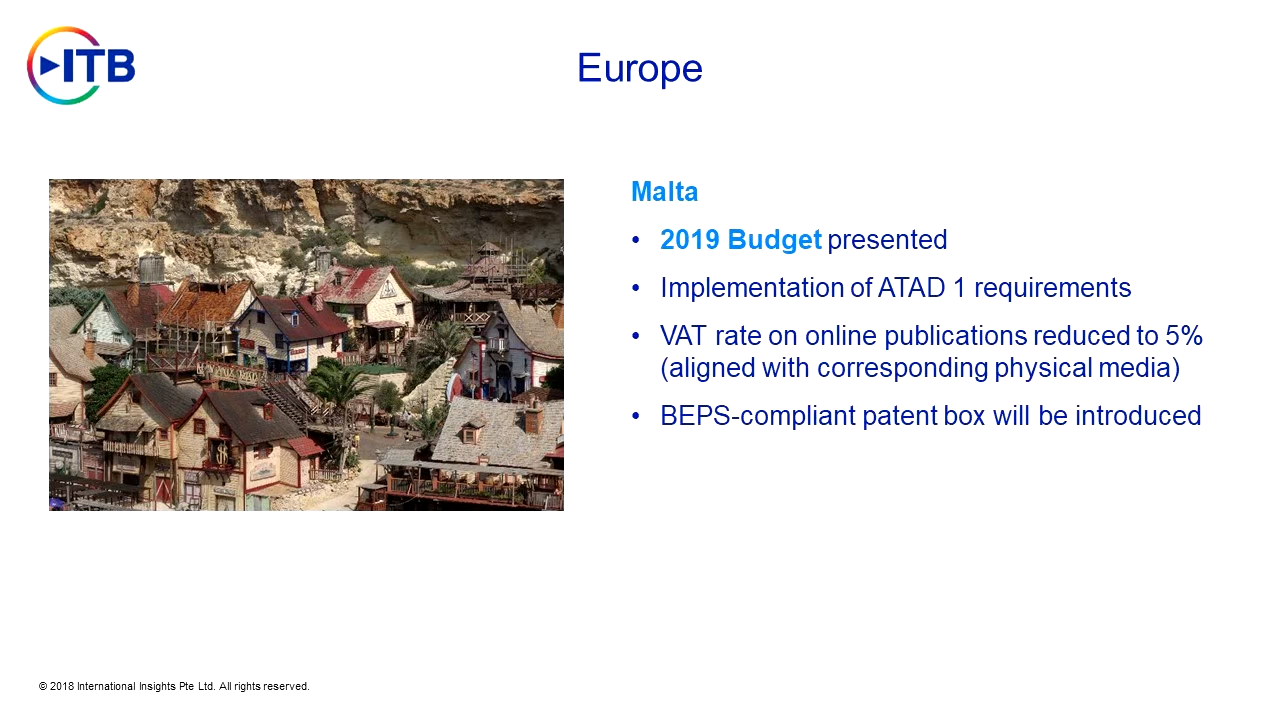 ITB
Europe
Malta
• 2019 Budget presented
• Implementation of ATAD 1 requirements
• VAT rate on online publications reduced to 5%
(aligned with corresponding physical media)
• BEPS-compliant patent box will be introduced
© 2018 International Insights Pte Ltd. All rights reserved.